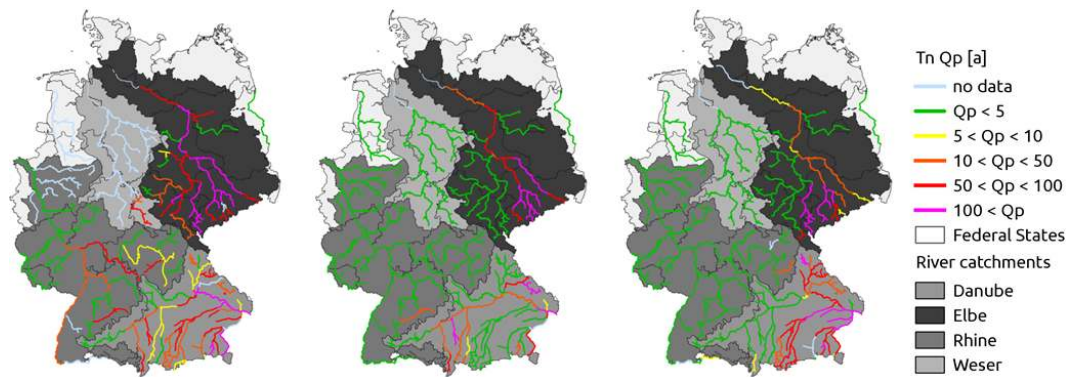 Tn Qp [a]
no data
Qp < 5
5 < Qp < 10
10 < Qp < 50
50 < Qp < 100
100 < Qp
Federal States
River catchments
Danube
Elbe
Rhine
Weser